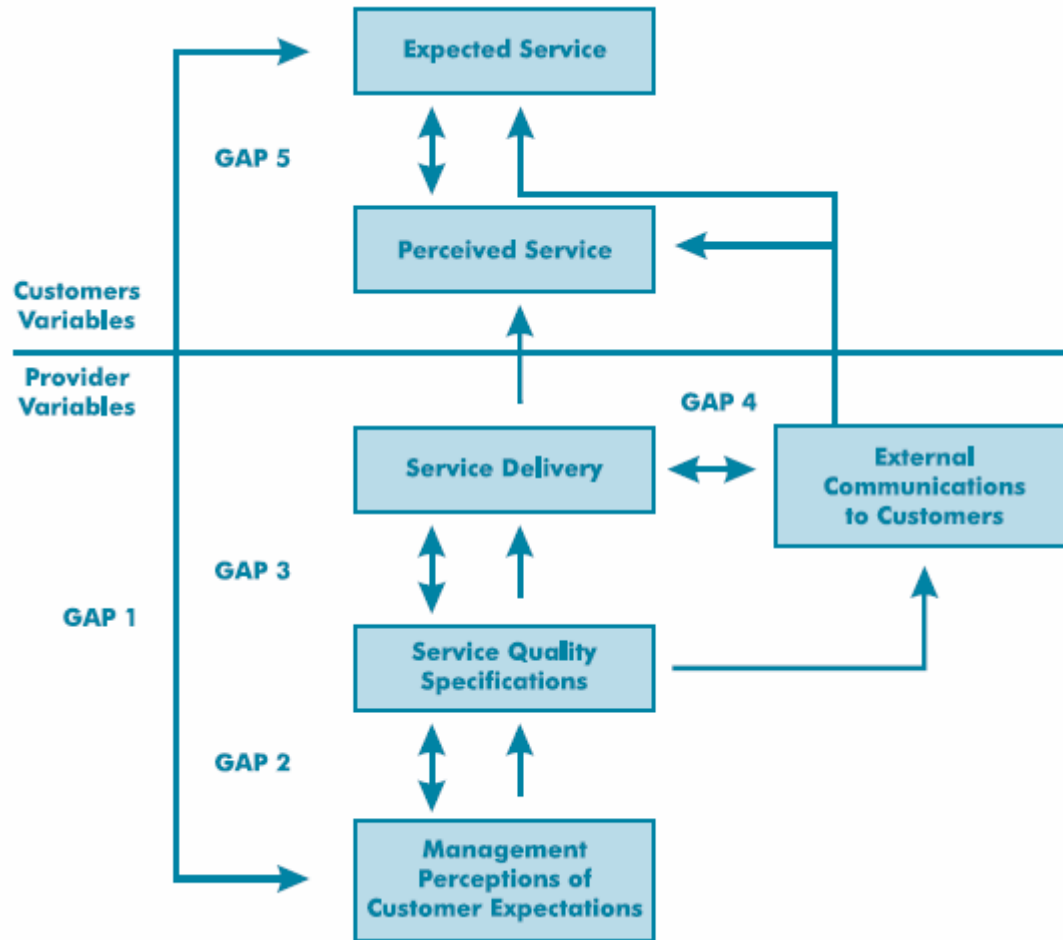 Expected Service
GAP 5
Perceived Service
Customers
Variables
Provider
Variables
GAP 4
Service Delivery
External
Communications
to Customers
GAP 3
GAP 1
Service Quality
Specifications
GAP 2
Management
Perceptions of
Customer Expectations